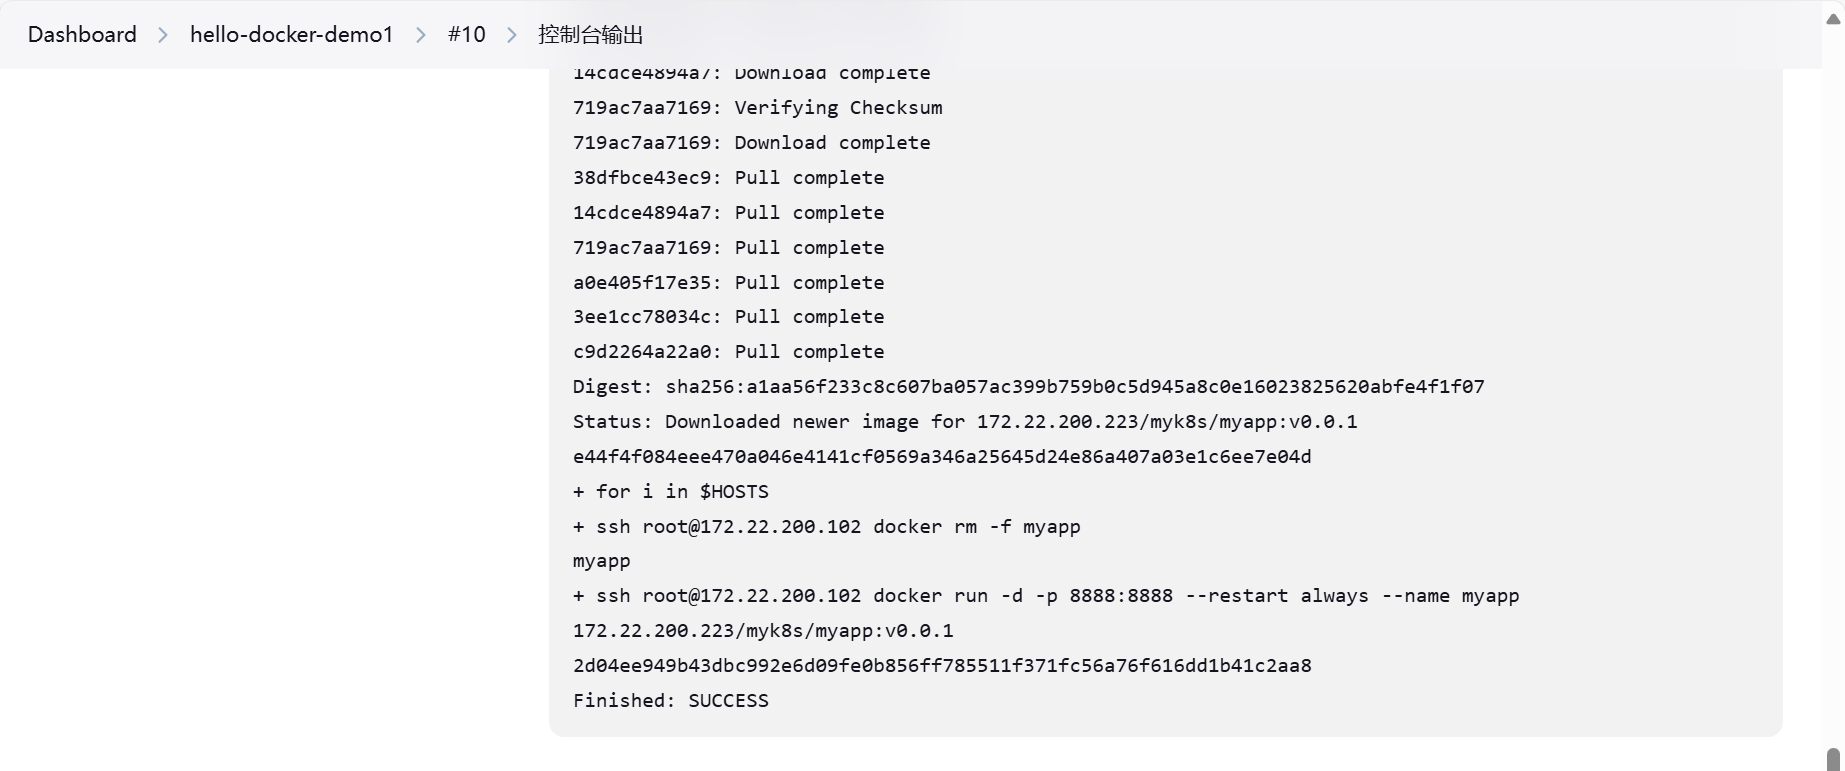 Dashboard > hello-docker-demo1 > #10 > 控制台输出
14cdce4894a7: Download complete
719ac7aa7169: Verifying Checksum
719ac7aa7169: Download complete
38dfbce43ec9: Pull complete
14cdce4894a7: Pull complete
719ac7aa7169: Pull complete
a0e405f17e35: Pull complete
3ee1cc78034c: Pull complete
c9d2264a22a0: Pull complete
Digest: sha256:a1aa56f233c8c607ba057ac399b759b0c5d945a8c0e16023825620abfe4f1f07
Status: Downloaded newer image for 172.22.200.223/myk8s/myapp:v0.0.1
e44f4f084eee470a046e4141cf0569a346a25645d24e86a407a03e1c6ee7e04d
+ for i in $HOSTS
+ ssh root@172.22.200.102 docker rm -f myapp
myapp
+ ssh root@172.22.200.102 docker run -d -p 8888:8888 --restart always --name myapp
172.22.200.223/myk8s/myapp:v0.0.1
2d04ee949b43dbc992e6d09fe0b856ff785511f371fc56a76f616dd1b41c2aa8
Finished: SUCCESS